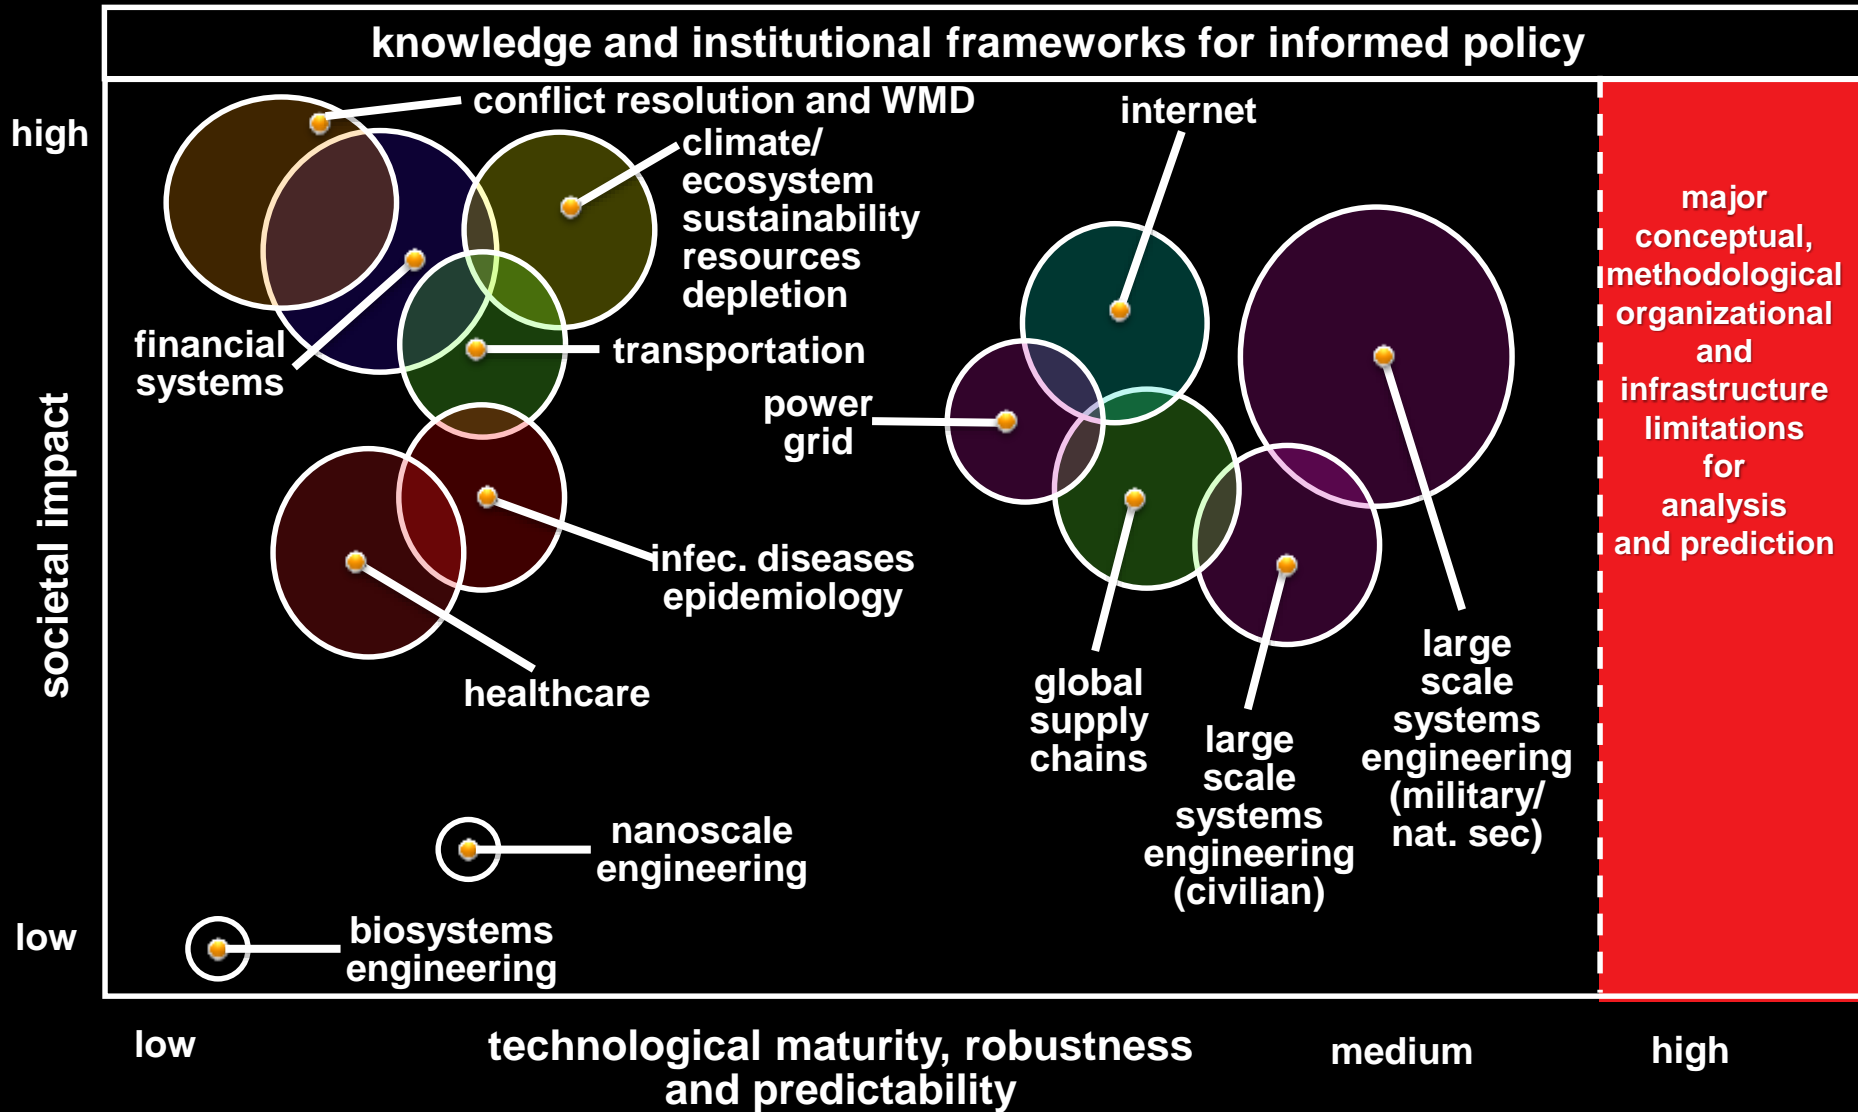 knowledge and institutional frameworks for informed policy
high
conflict resolution and WMD
climate/
ecosystem
sustainability
resources
depletion
internet
major
conceptual,
methodological
organizational
and
infrastructure
limitations
for
analysis
and prediction
financial
systems
transportation
power
grid
societal impact
infec. diseases
epidemiology
healthcare
global
supply
chains
large
scale
systems
engineering
(civilian)
large
scale
systems
engineering
(military/
nat. sec)
nanoscale
engineering
low
biosystems
engineering
low
technological maturity, robustness
and predictability
medium
high